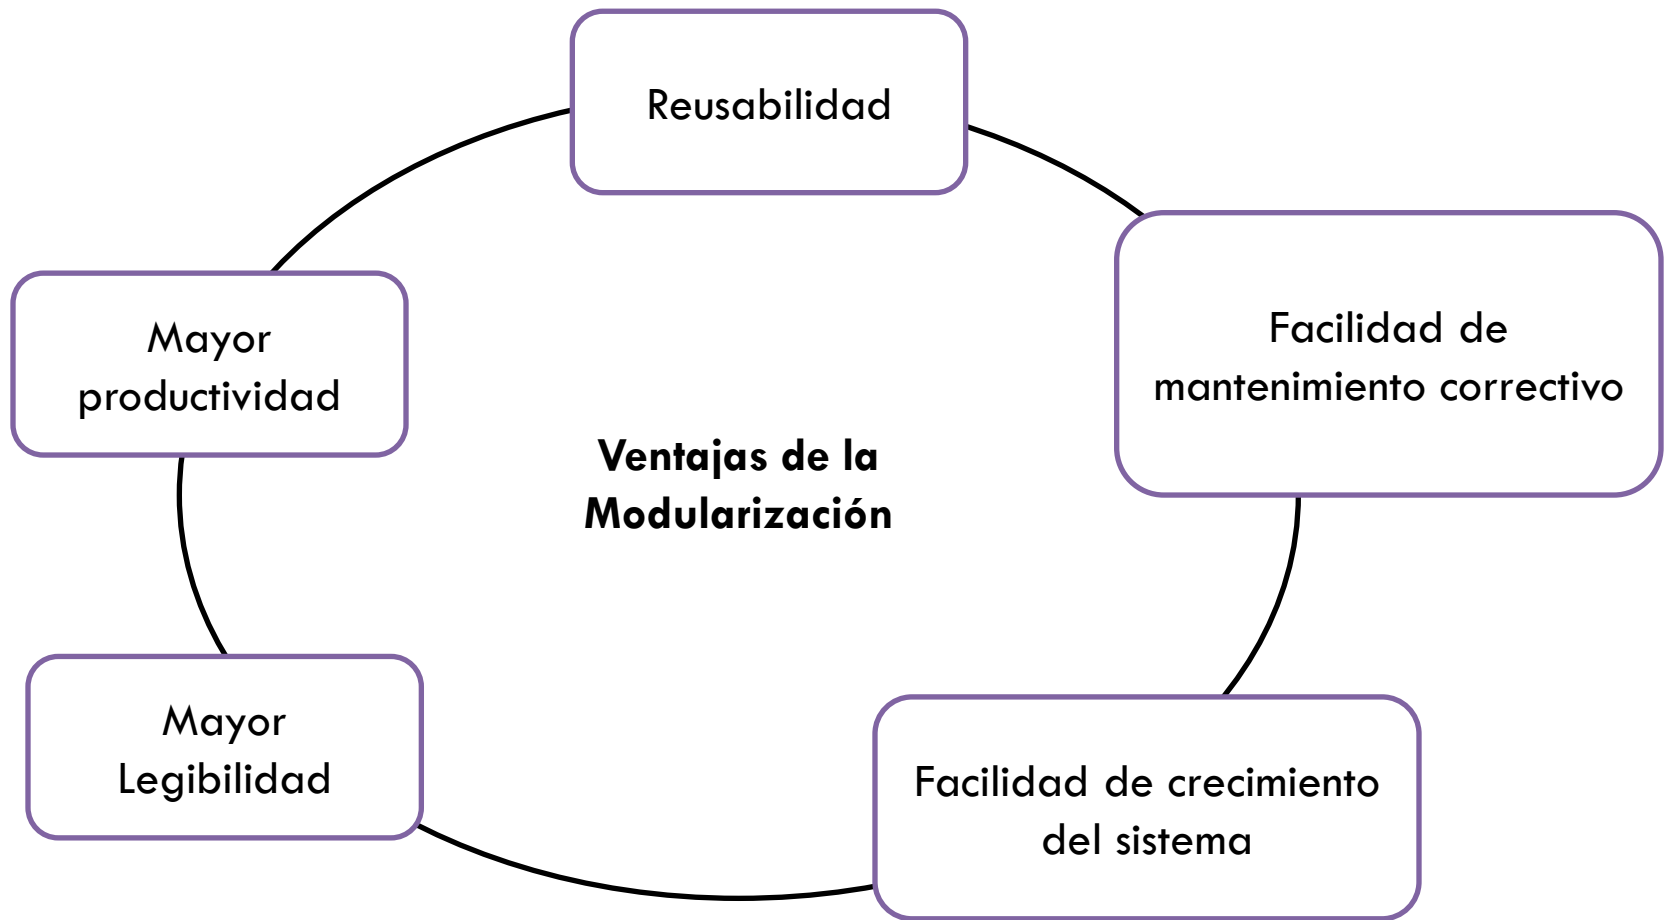 Reusabilidad
Facilidad de
mantenimiento correctivo
Facilidad de crecimiento
del sistema
Mayor
Legibilidad
Mayor
productividad
Ventajas de la
Modularización